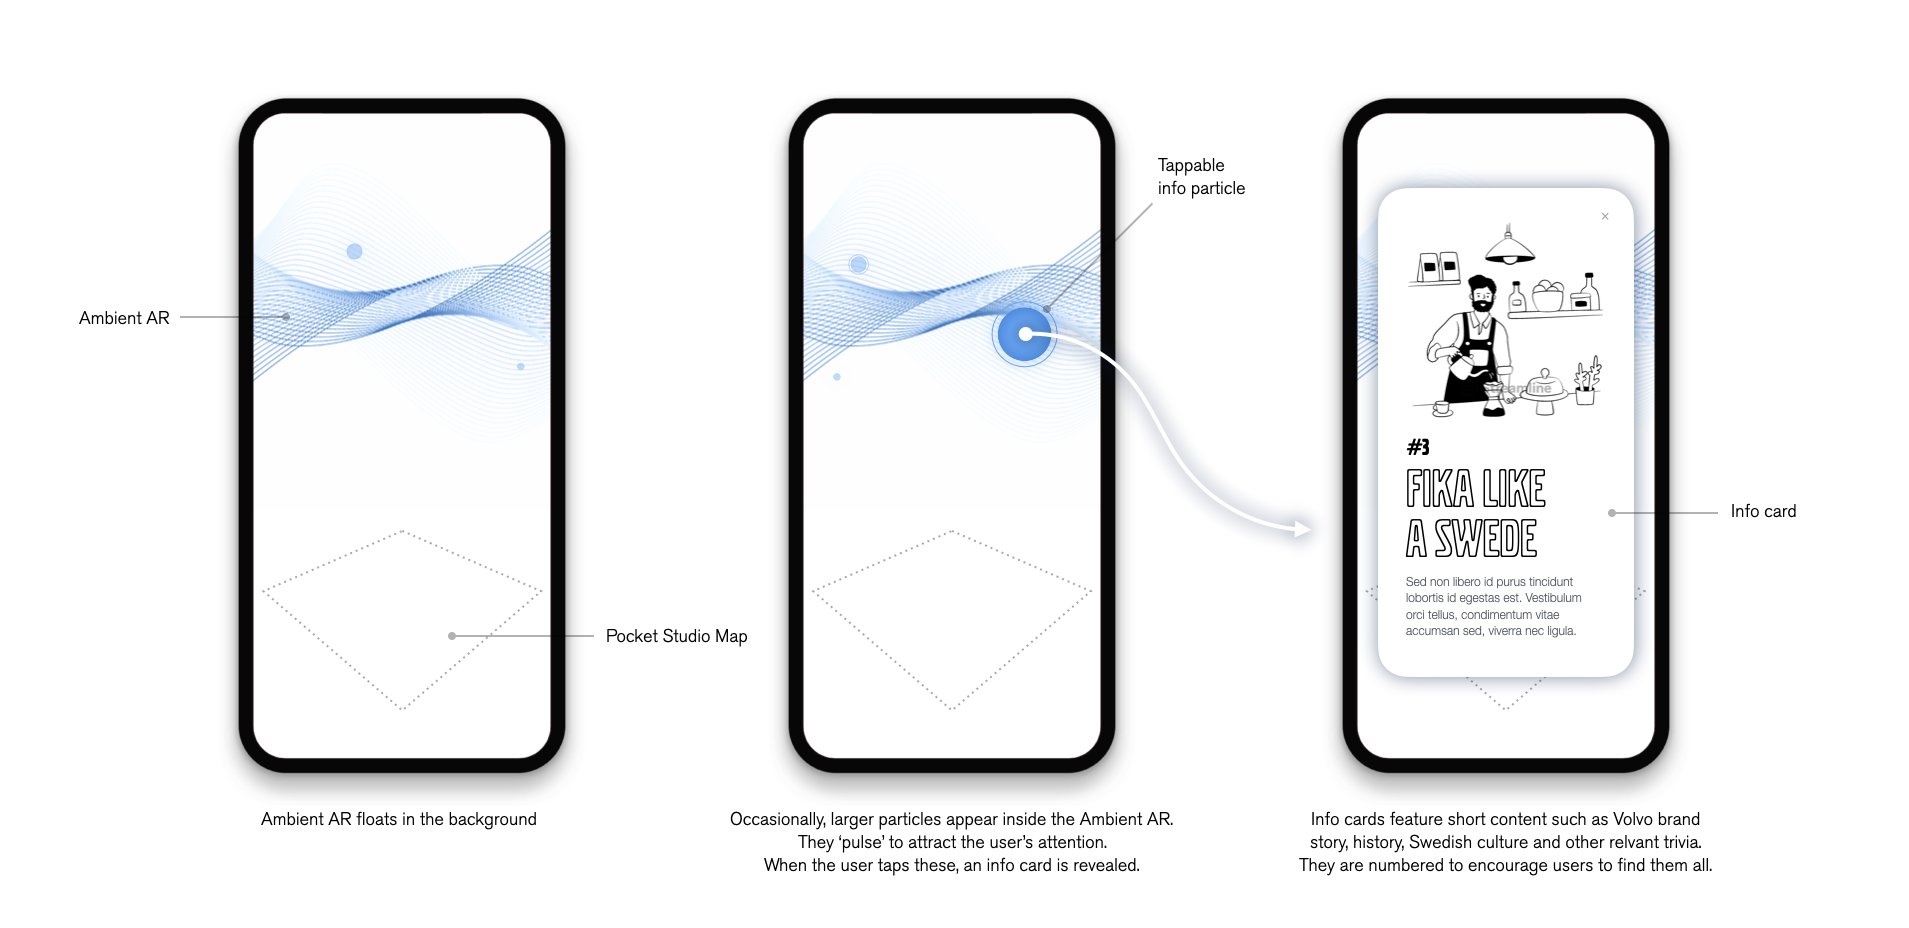 Ambient AR
Pocket Studio Map
Ambient AR floats in the background
Tappable
info particle
Occasionally, larger particles appear inside the Ambient AR.
They ‘pulse’ to attract the user’s attention.
When the user taps these, an info card is revealed.
×
streamline
#3
FIKA LIKE
A SWEDE
Sed non libero id purus tincidunt
lobortis id egestas est. Vestibulum
orci tellus, condimentum vitae
accumsan sed, viverra nec ligula.
Info card
Info cards feature short content such as Volvo brand
story, history, Swedish culture and other relvant trivia.
They are numbered to encourage users to find them all.